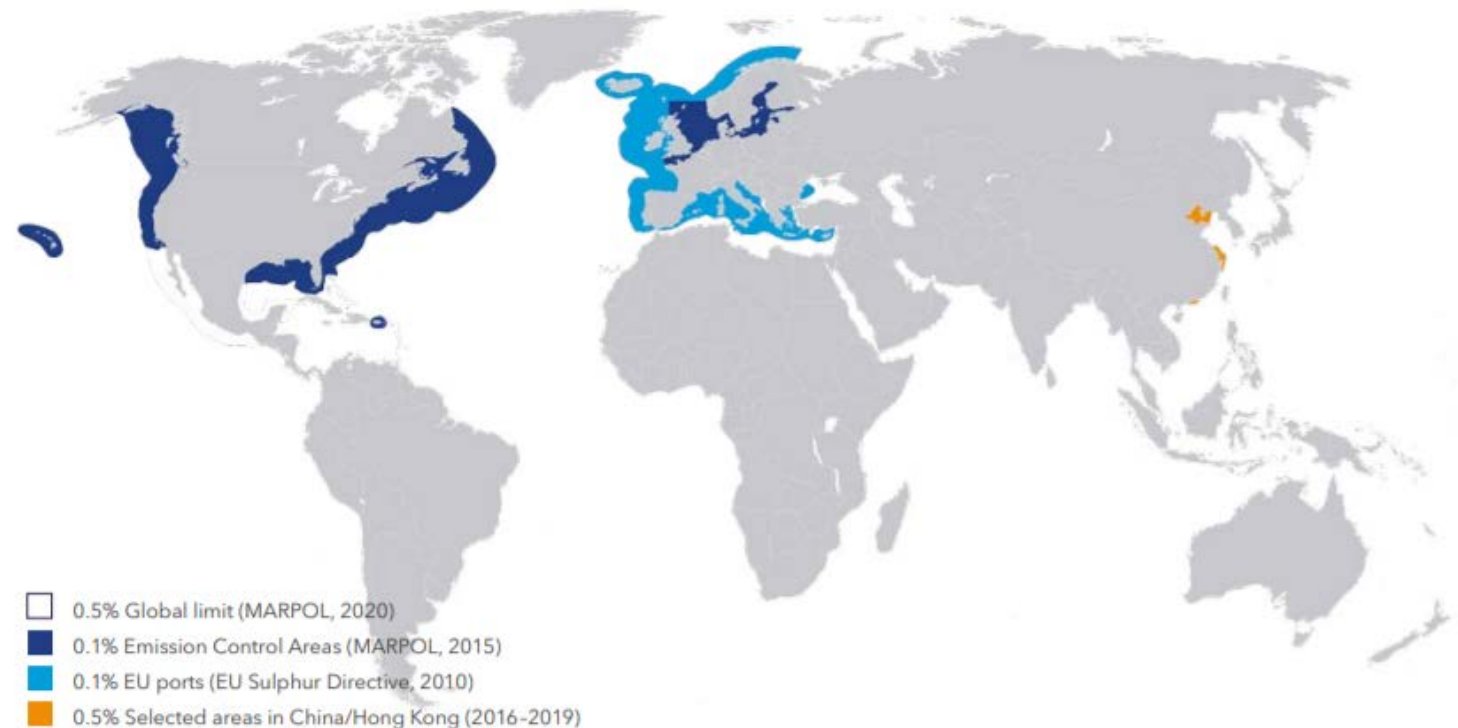 0.5% Global limit (MARPOL, 2020)
0.1% Emission Control Areas (MARPOL, 2015)
0.1% EU ports (EU Sulphur Directive, 2010)
0.5% Selected areas in China/Hong Kong (2016–2019)